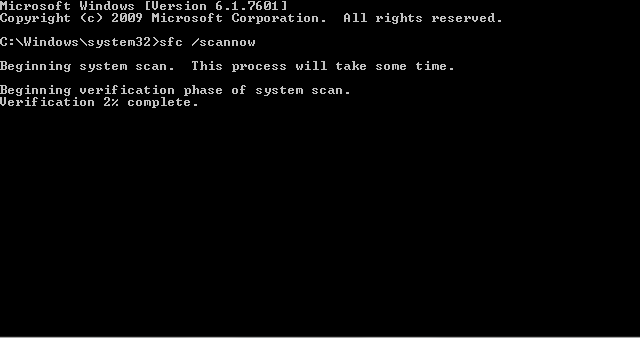 Microsoft Windows [Version 6.1.7601]
Copyright (c) 2009 Microsoft Corporation.  All rights reserved.
C:\Windows\system32>sfc /scannow
Beginning system scan.  This process will take some time.
Beginning verification phase of system scan.
Verification 2% complete.